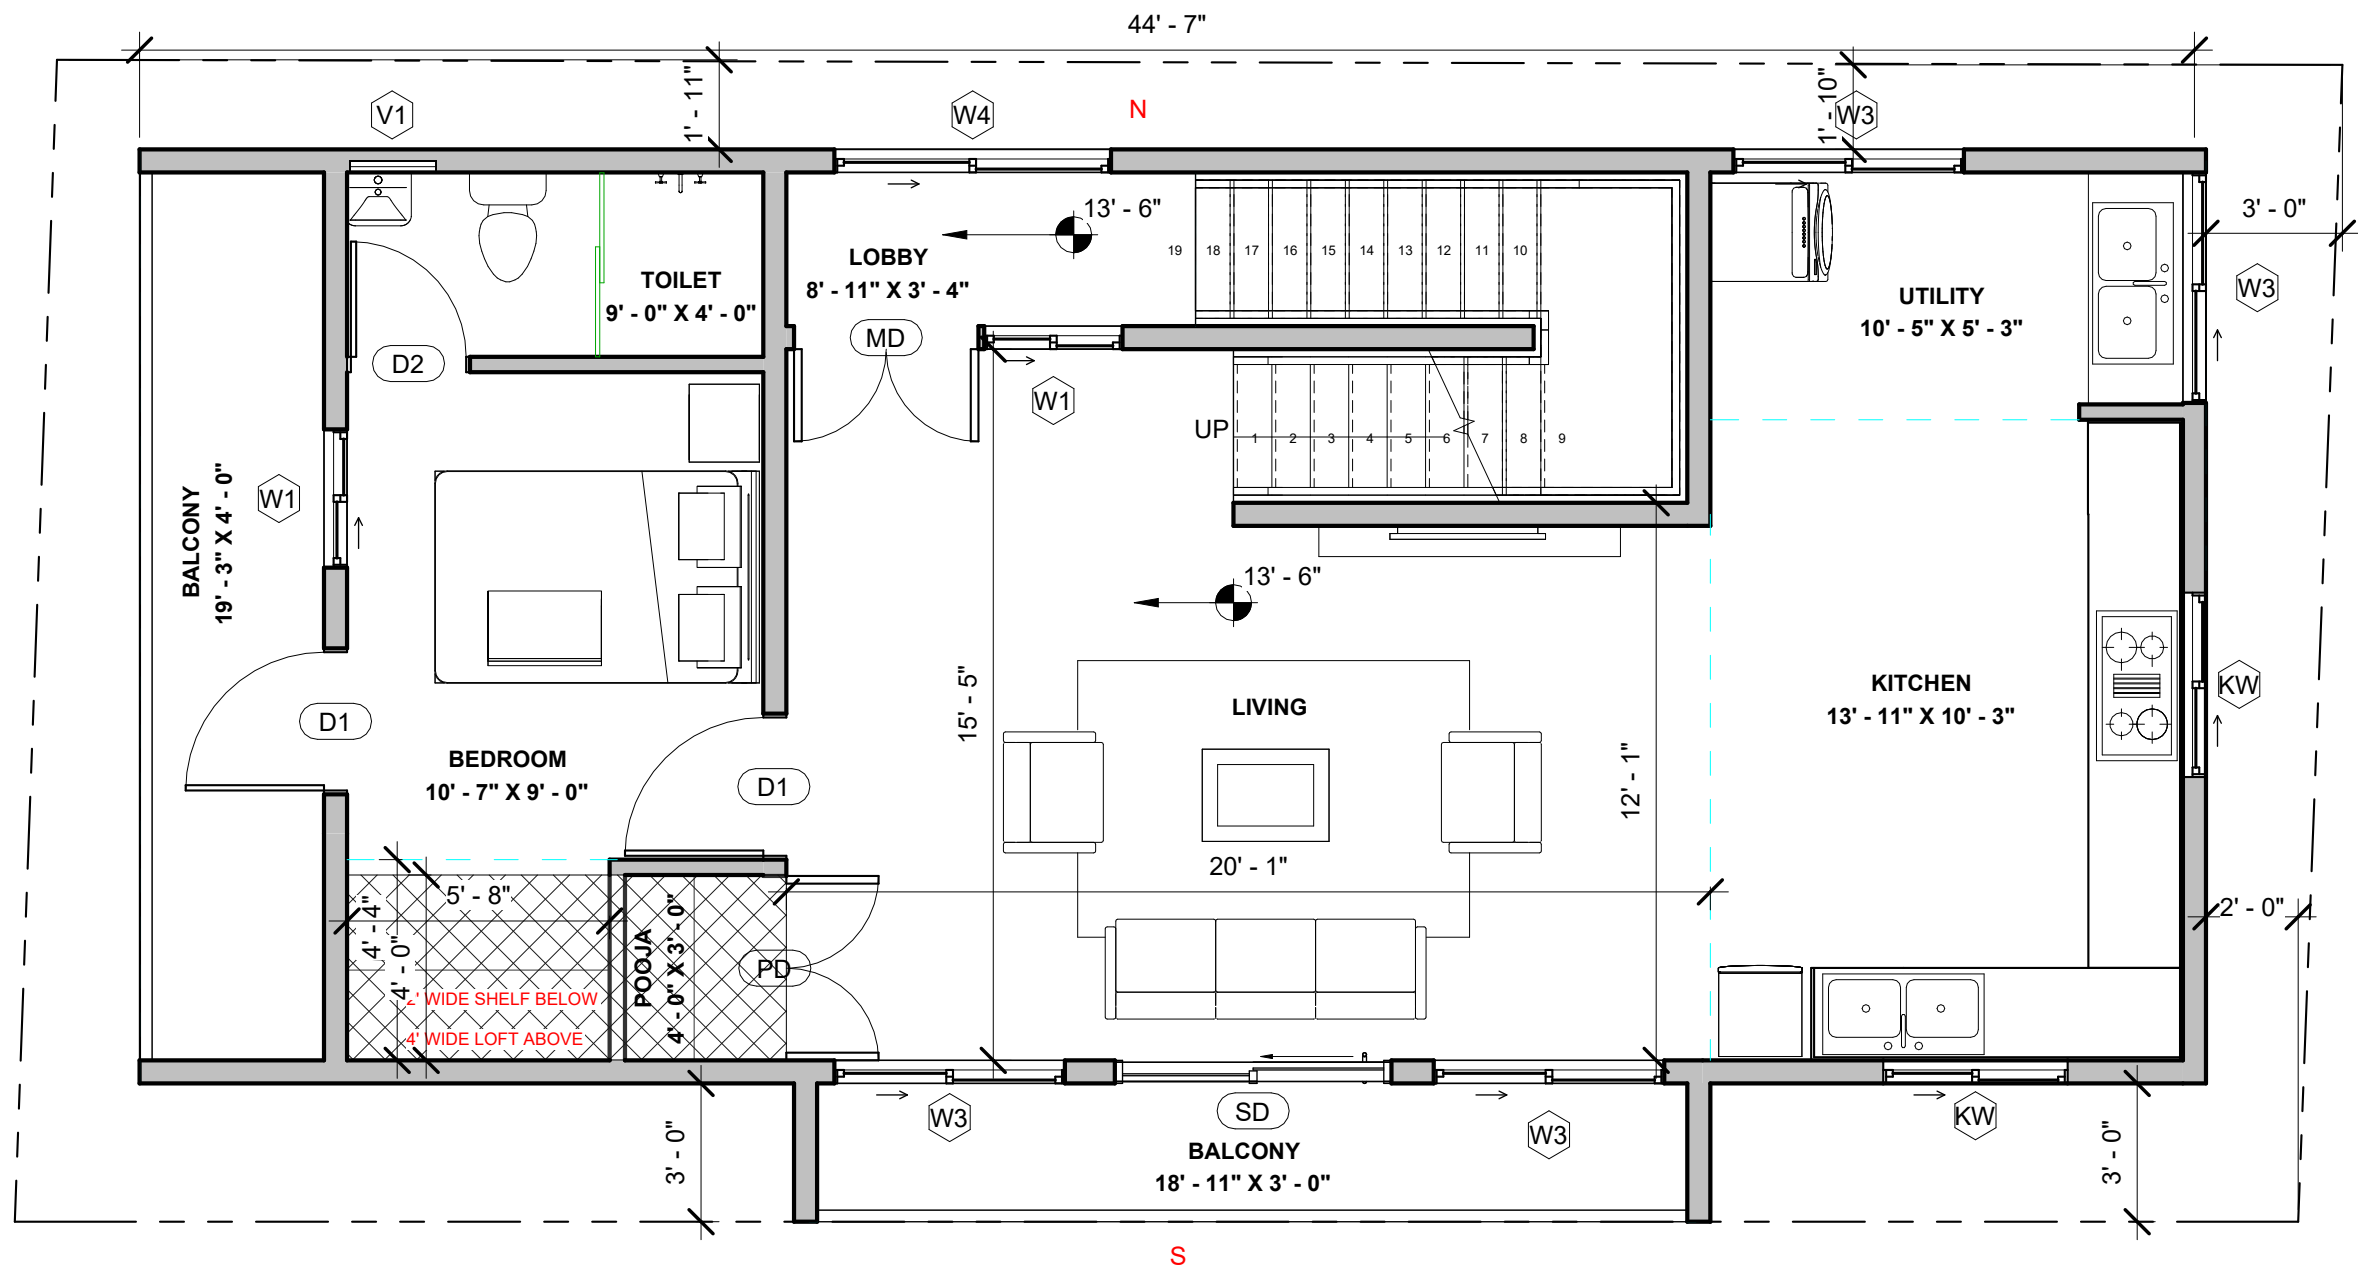 44' - 7"
1' - 11"
1' - 10"
V1
W4
N
W3
3' - 0"
W3
13' - 6"
LOBBY
8' - 11" X 3' - 4"
TOILET
9' - 0" X 4' - 0"
19 18 17 16 15 14 13 12 11 10
UTILITY
10' - 5" X 5' - 3"
MD
D2
W1
UP
1 2 3 4 5 6 7 8 9
BALCONY
19' - 3" X 4' - 0"
W1
13' - 6"
15' - 5"
LIVING
KITCHEN
13' - 11" X 10' - 3"
KW
D1
BEDROOM
10' - 7" X 9' - 0"
D1
12' - 1"
20' - 1"
5' - 8"
4' - 4"
4' - 0"
POOJA
4' - 0" X 3' - 0"
PD
2' - 0"
2' WIDE SHELF BELOW
4' WIDE LOFT ABOVE
W3
SD
W3
KW
BALCONY
18' - 11" X 3' - 0"
3' - 0"
3' - 0"
S